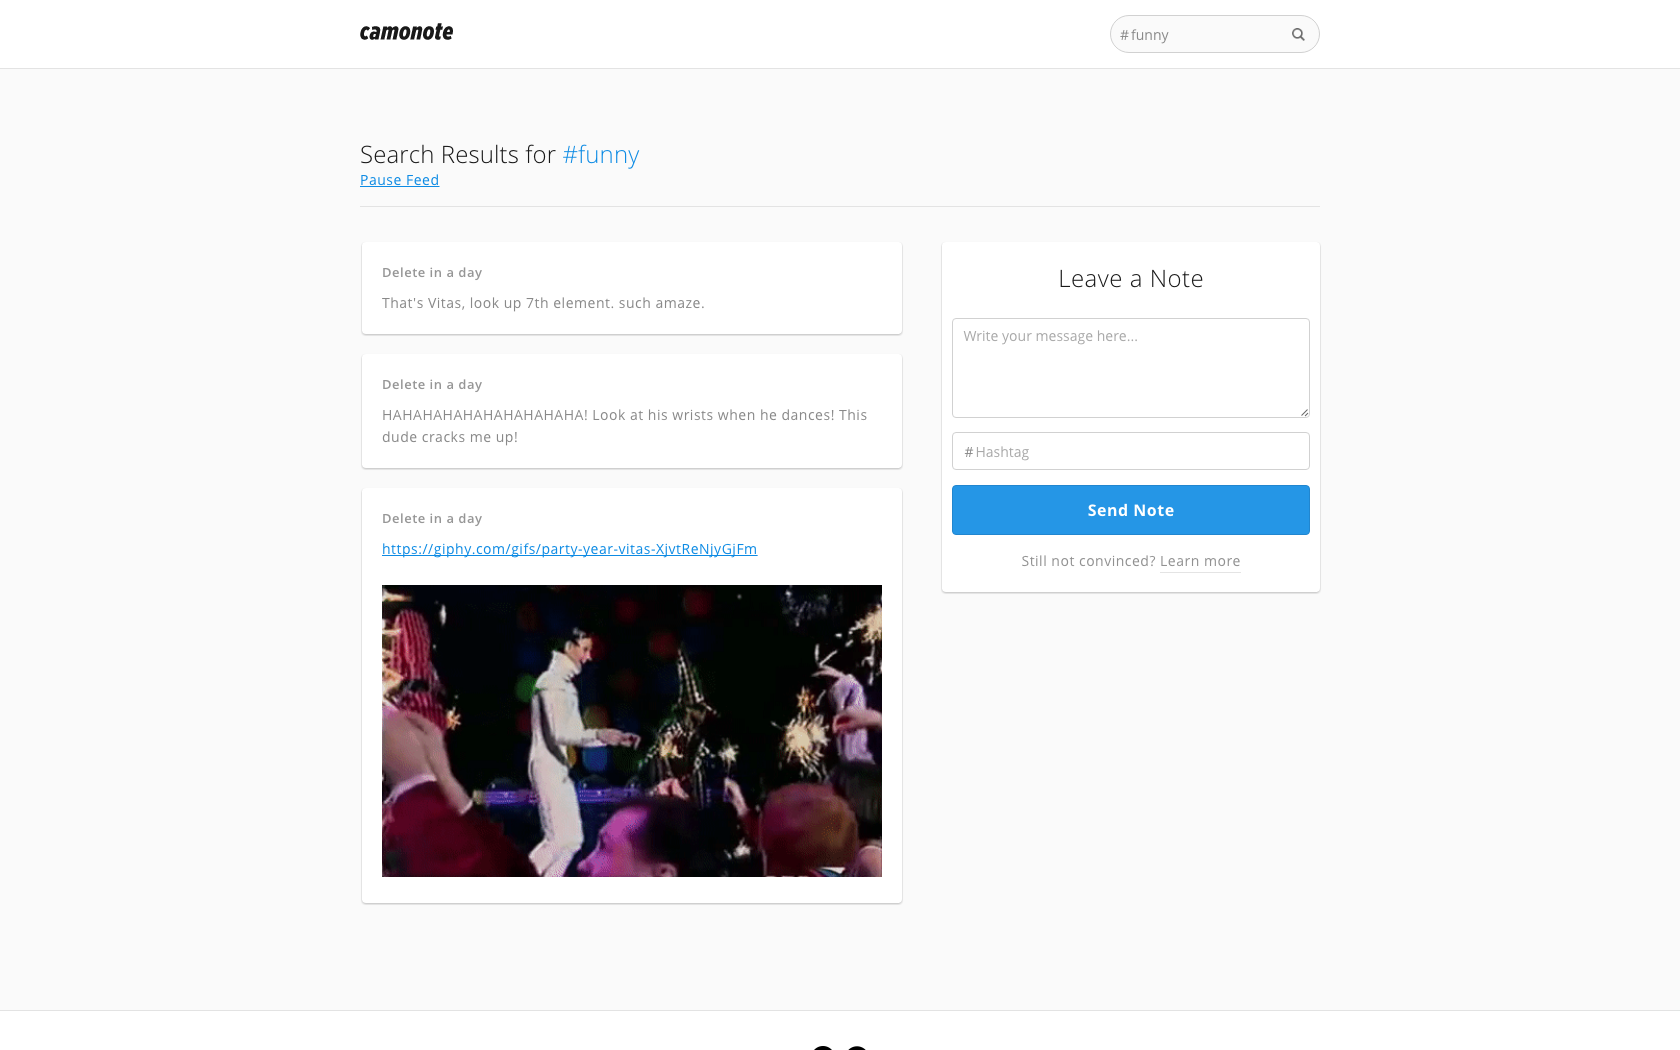 camonote
# funny
Search Results for #funny
Pause Feed
Delete in a day
That's Vitas, look up 7th element. such amaze.
Delete in a day
HAHAHAHAHAHAHAHAHAHA! Look at his wrists when he dances! This
dude cracks me up!
Delete in a day
https://giphy.com/gifs/party-year-vitas-XjvtReNjyGjFm
Leave a Note
Write your message here...
# Hashtag
Send Note
Still not convinced? Learn more